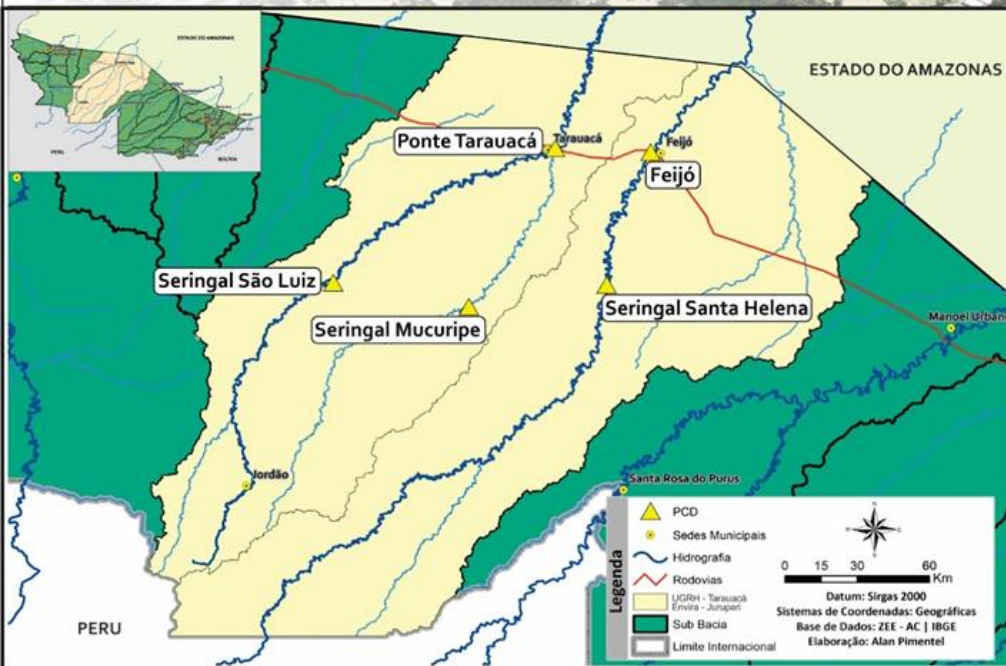 ESTADO DO AMAZONAS
PERU
BOLÍVIA
ESTADO DO AMAZONAS
Ponte Tarauacá
Tarauacá
Feijó
Feijó
Seringal São Luiz
Seringal Mucuripe
Seringal Santa Helena
Manoel Urban
Jordão
Santa Rosa do Purus
PERU
Legenda
PCD
Sedes Municipais
Hidrografia
Rodovias
UGRH - Tarauacá
Envira - Jurupari
Sub Bacia
Limite Internacional
N
0 15 30 60
Km
Datum: Sirgas 2000
Sistemas de Coordenadas: Geográficas
Base de Dados: ZEE - AC | IBGE
Elaboração: Alan Pimentel